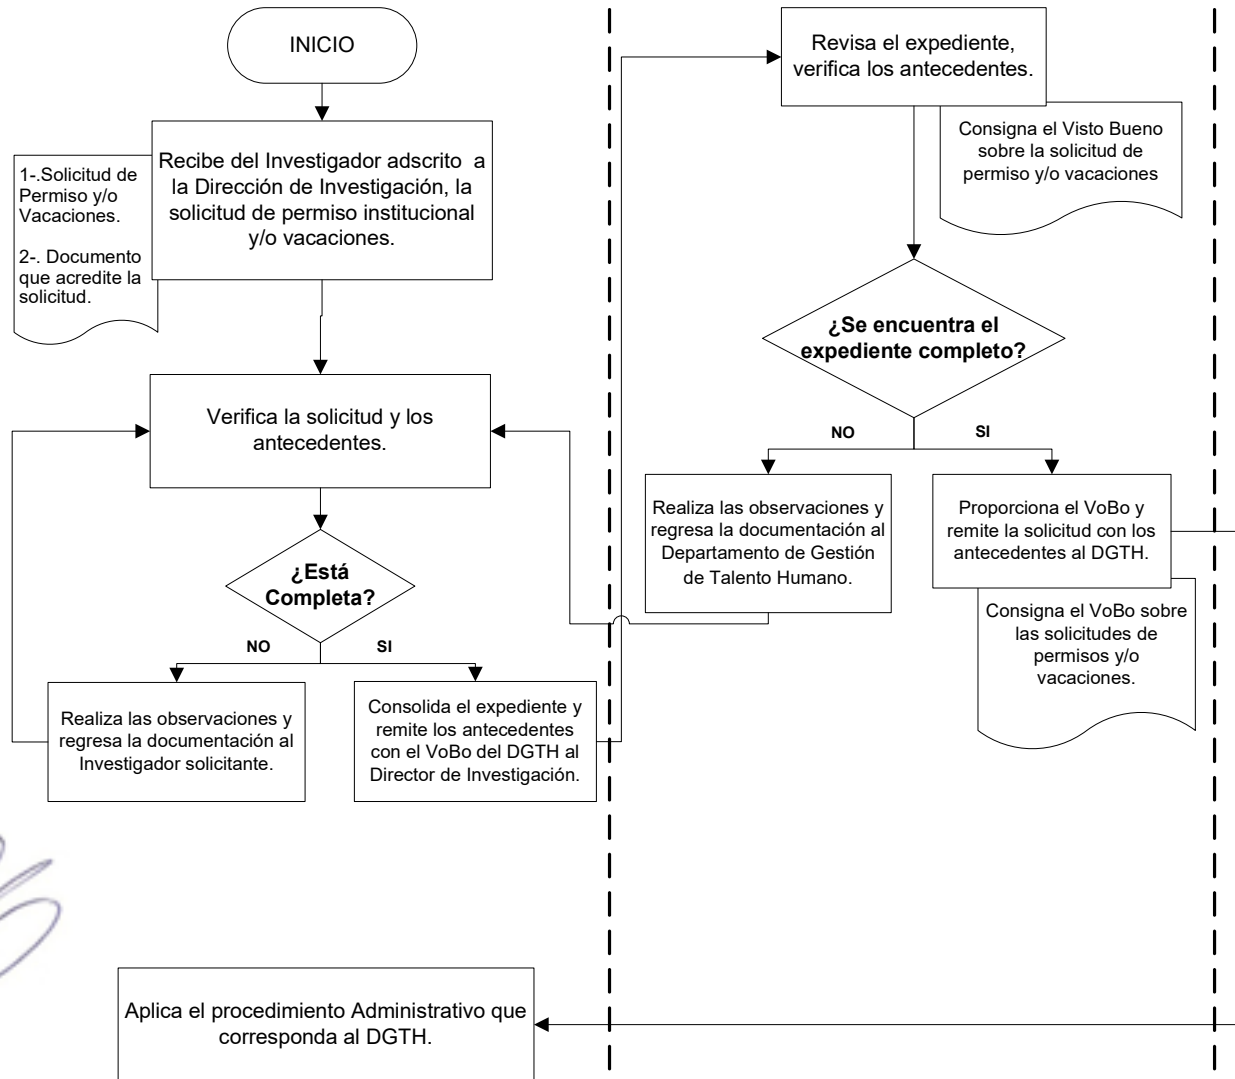 INICIO
Recibe del Investigador adscrito a
la Dirección de Investigación, la
solicitud de permiso institucional
y/o vacaciones.
1-.Solicitud de
Permiso y/o
Vacaciones.
2-. Documento
que acredite la
solicitud.
Verifica la solicitud y los
antecedentes.
¿Está
Completa?
NO
SI
Realiza las observaciones y
regresa la documentación al
Investigador solicitante.
Consolida el expediente y
remite los antecedentes
con el VoBo del DGTH al
Director de Investigación.
Revisa el expediente,
verifica los antecedentes.
Consigna el Visto Bueno
sobre la solicitud de
permiso y/o vacaciones
¿Se encuentra el
expediente completo?
NO
SI
Realiza las observaciones y
regresa la documentación al
Departamento de Gestión
de Talento Humano.
Proporciona el VoBo y
remite la solicitud con los
antecedentes al DGTH.
Consigna el VoBo sobre
las solicitudes de
permisos y/o
vacaciones.
Aplica el procedimiento Administrativo que
corresponda al DGTH.